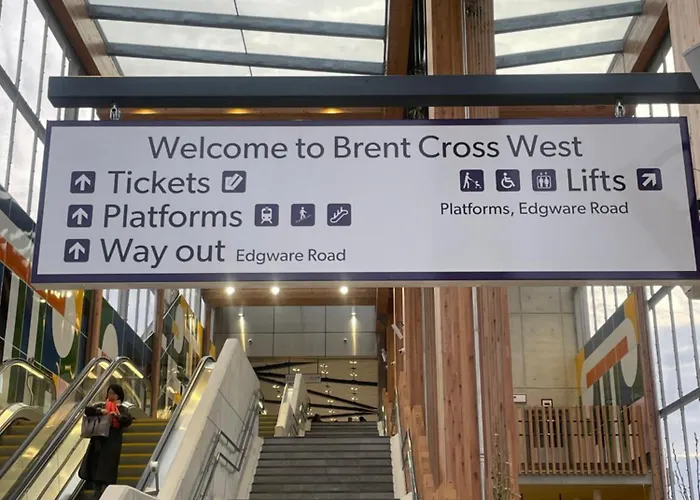 Welcome to Brent Cross West
Tickets
Platforms
Way out Edgware Road
Lifts
Platforms, Edgware Road